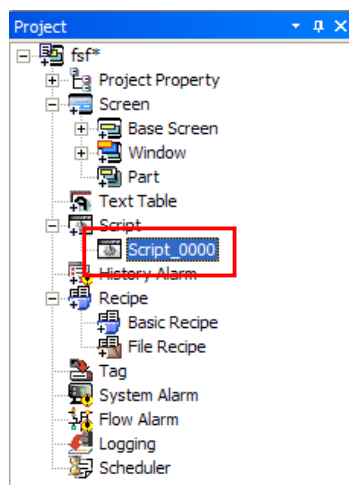 Project
fsf*
Project Property
Screen
Base Screen
Window
Part
Text Table
Script
Script_0000
History Alarm
Recipe
Basic Recipe
File Recipe
Tag
System Alarm
Flow Alarm
Logging
Scheduler